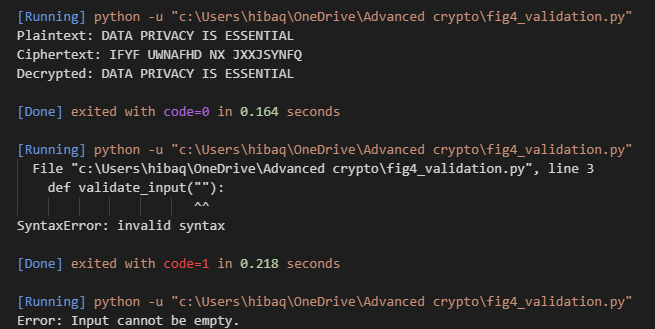 [Running] python -u "c:\Users\hibaq\OneDrive\Advanced crypto\fig4_validation.py"
Plaintext: DATA PRIVACY IS ESSENTIAL
Ciphertext: IFYF UWNAFHD NX JXXJSYNFQ
Decrypted: DATA PRIVACY IS ESSENTIAL
[Done] exited with code=0 in 0.164 seconds
[Running] python -u "c:\Users\hibaq\OneDrive\Advanced crypto\fig4_validation.py"
File "c:\Users\hibaq\OneDrive\Advanced crypto\fig4_validation.py", line 3
def validate_input(""):
^^
SyntaxError: invalid syntax
[Done] exited with code=1 in 0.218 seconds
[Running] python -u "c:\Users\hibaq\OneDrive\Advanced crypto\fig4_validation.py"
Error: Input cannot be empty.